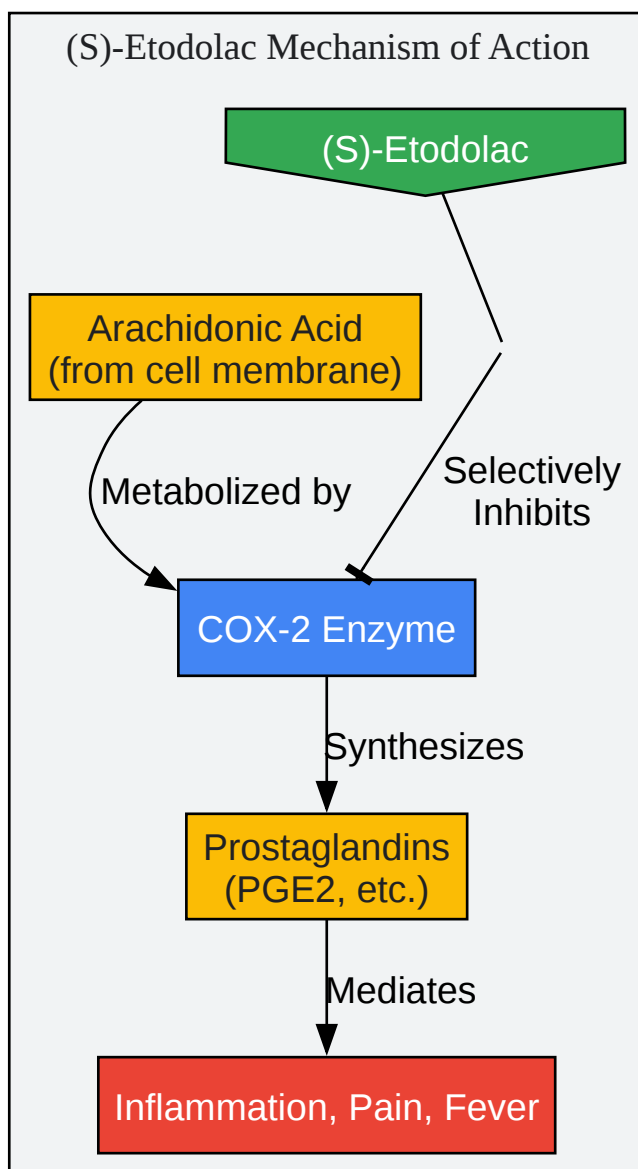 (S)-Etodolac Mechanism of Action
(S)-Etodolac
Arachidonic Acid
(from cell membrane)
Metabolized by
Selectively
Inhibits
COX-2 Enzyme
Synthesizes
Prostaglandins
(PGE2, etc.)
Mediates
Inflammation, Pain, Fever